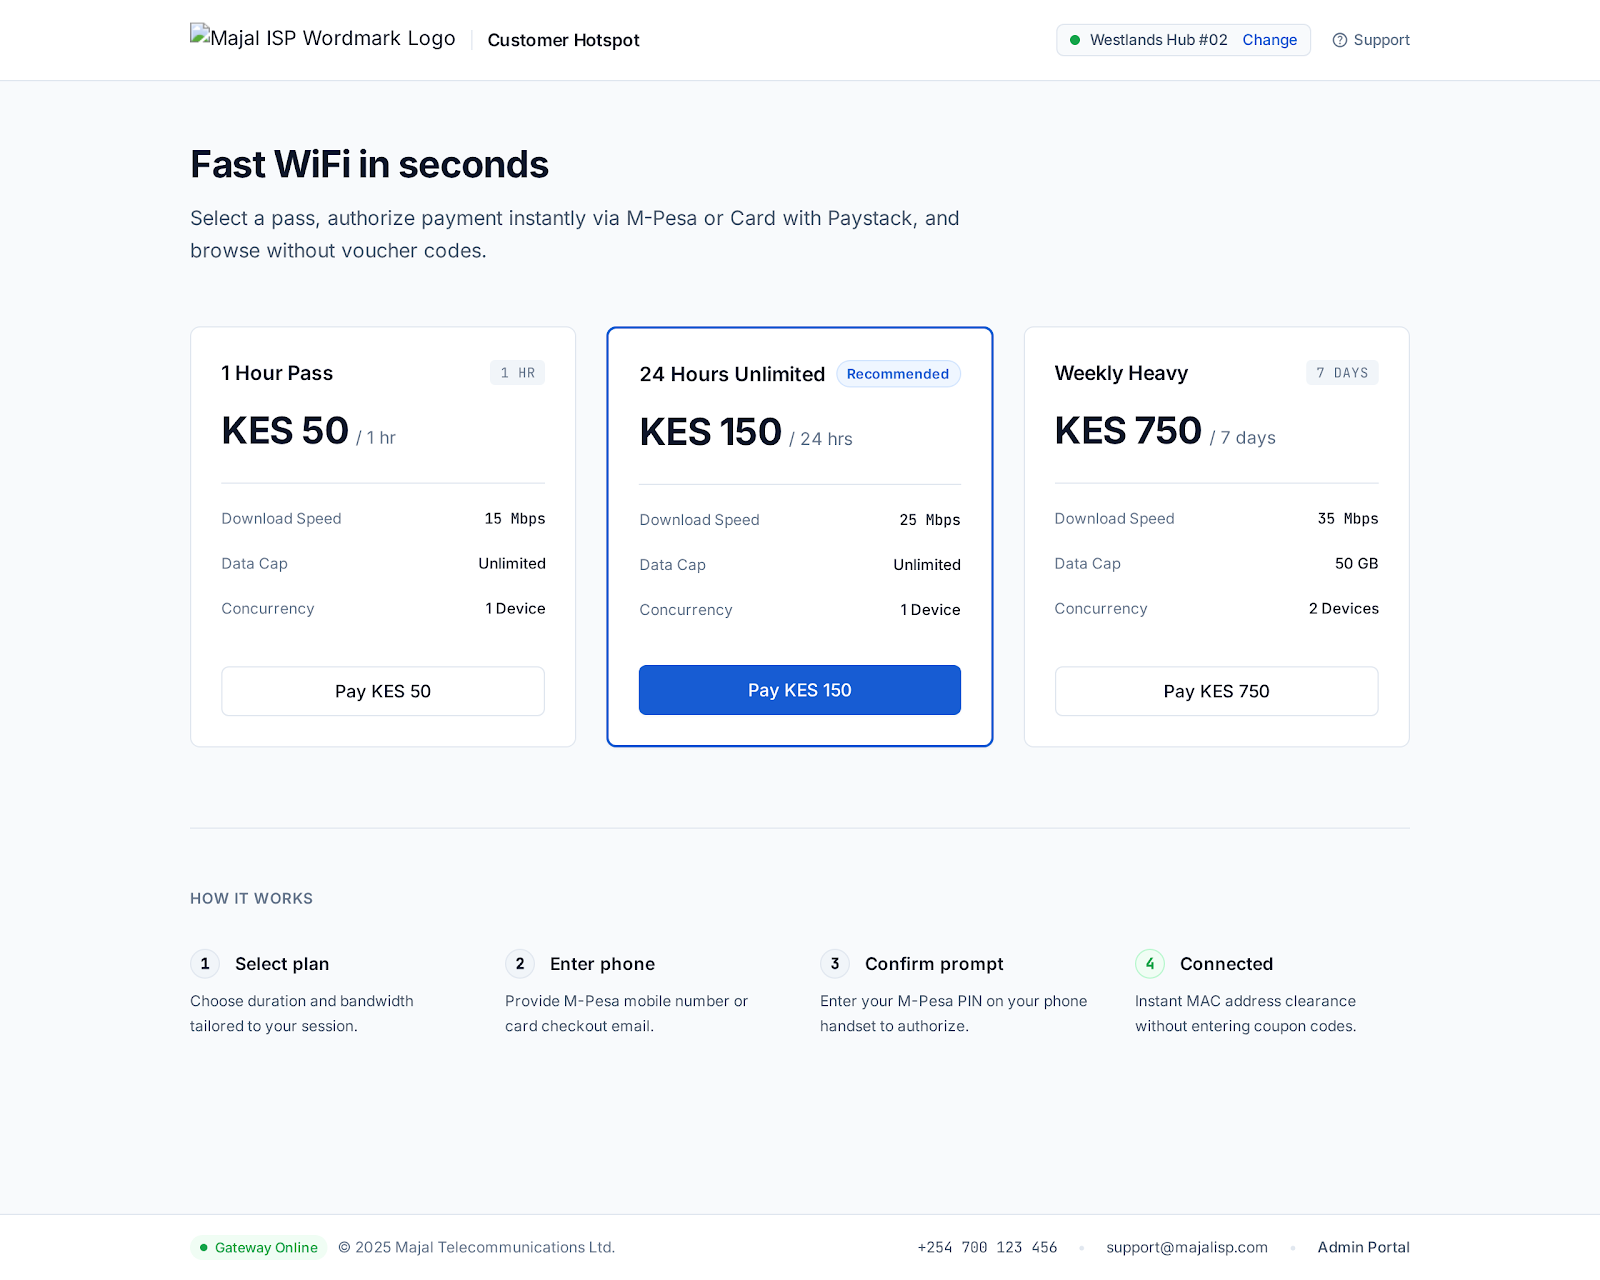 Majal ISP Wordmark Logo
Customer Hotspot
Westlands Hub #02 Change
Support
Fast WiFi in seconds
Select a pass, authorize payment instantly via M-Pesa or Card with Paystack, and
browse without voucher codes.
1 Hour Pass
1 HR
KES 50 / 1 hr
Download Speed 15 Mbps
Data Cap Unlimited
Concurrency 1 Device
Pay KES 50
24 Hours Unlimited
Recommended
KES 150 / 24 hrs
Download Speed 25 Mbps
Data Cap Unlimited
Concurrency 1 Device
Pay KES 150
Weekly Heavy
7 DAYS
KES 750 / 7 days
Download Speed 35 Mbps
Data Cap 50 GB
Concurrency 2 Devices
Pay KES 750
HOW IT WORKS
1 Select plan
Choose duration and bandwidth
tailored to your session.
2 Enter phone
Provide M-Pesa mobile number or
card checkout email.
3 Confirm prompt
Enter your M-Pesa PIN on your phone
handset to authorize.
4 Connected
Instant MAC address clearance
without entering coupon codes.
Gateway Online
© 2025 Majal Telecommunications Ltd.
+254 700 123 456
support@majalisp.com
Admin Portal